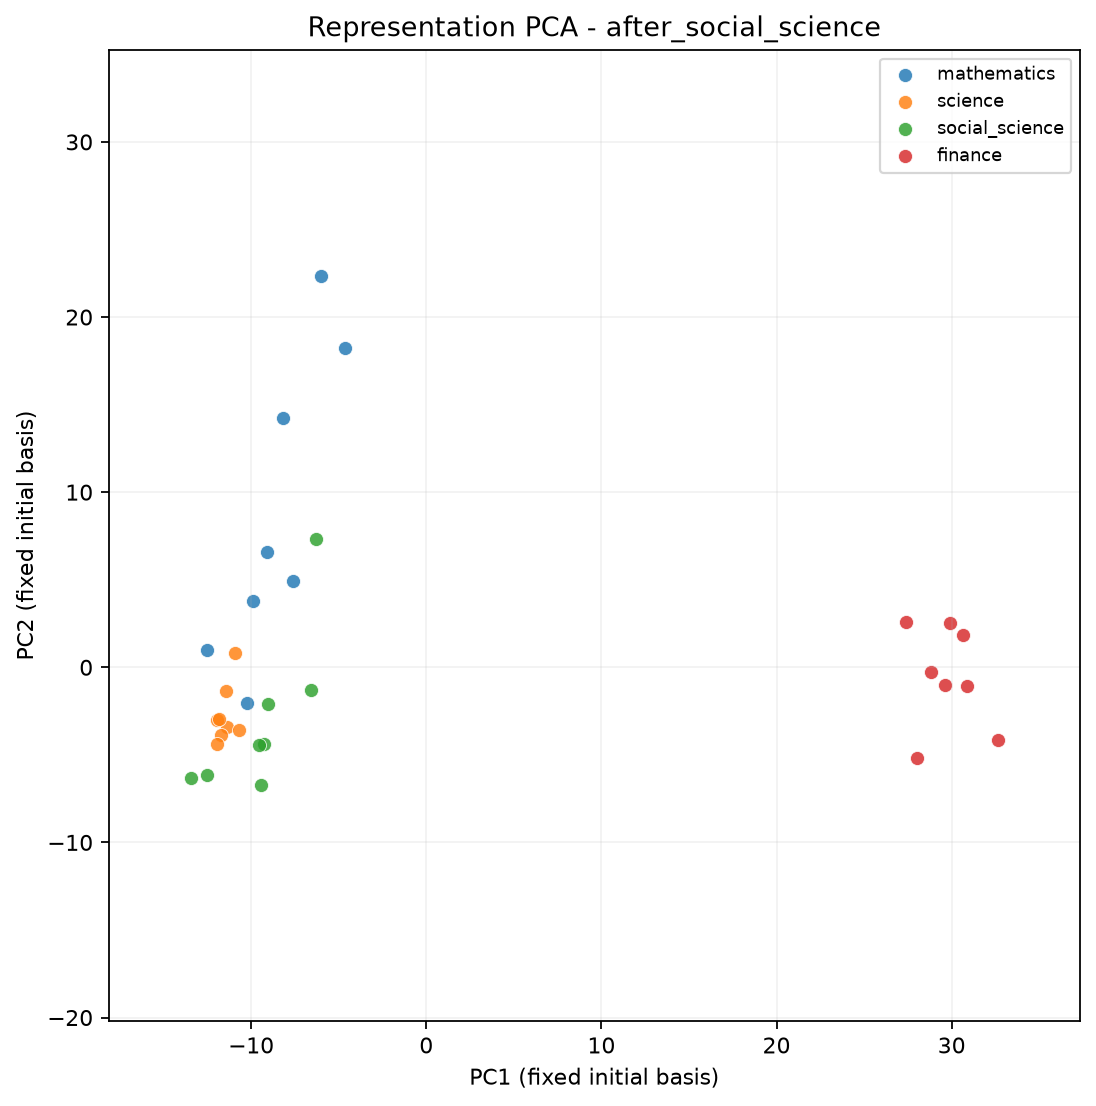 Representation PCA - after_social_science
mathematics
science
social_science
finance
30
20
10
0
−10
−20
−10
0
10
20
30
PC2 (fixed initial basis)
PC1 (fixed initial basis)